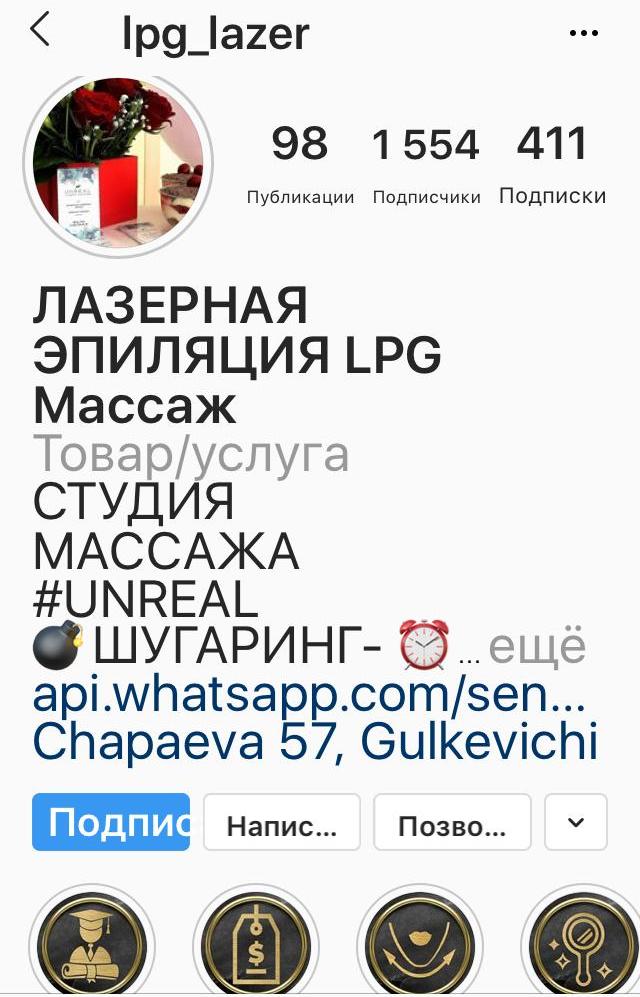 lpg_lazer
98 1 554 411
Публикации Подписчики Подписки
UNREAL
ЛАЗЕРНАЯ
ЭПИЛЯЦИЯ LPG
Массаж
Товар/услуга
СТУДИЯ
МАССАЖА
#UNREAL
💣ШУГАРИНГ- ⏰... ещё
api.whatsapp.com/sen...
Chapaeva 57, Gulkevichi
Подпис Напис... Позво...
$